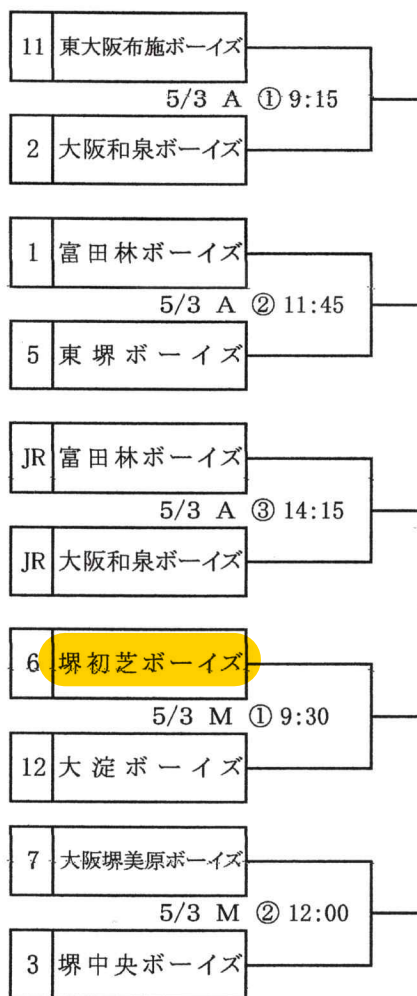 11 東大阪布施ボーイズ
5/3 A ① 9:15
2 大阪和泉ボーイズ
1 富田林ボーイズ
5/3 A ② 11:45
5 東堺ボーイズ
JR 富田林ボーイズ
5/3 A ③ 14:15
JR 大阪和泉ボーイズ
6 堺初芝ボーイズ
5/3 M ① 9:30
12 大淀ボーイズ
7 大阪堺美原ボーイズ
5/3 M ② 12:00
3 堺中央ボーイズ